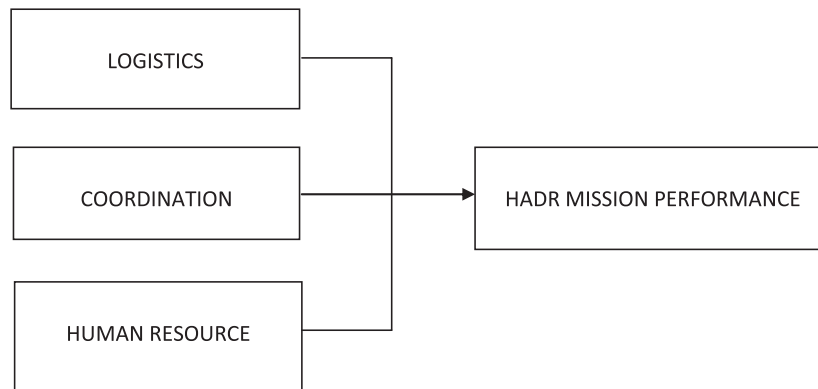 LOGISTICS
COORDINATION
HADR MISSION PERFORMANCE
HUMAN RESOURCE